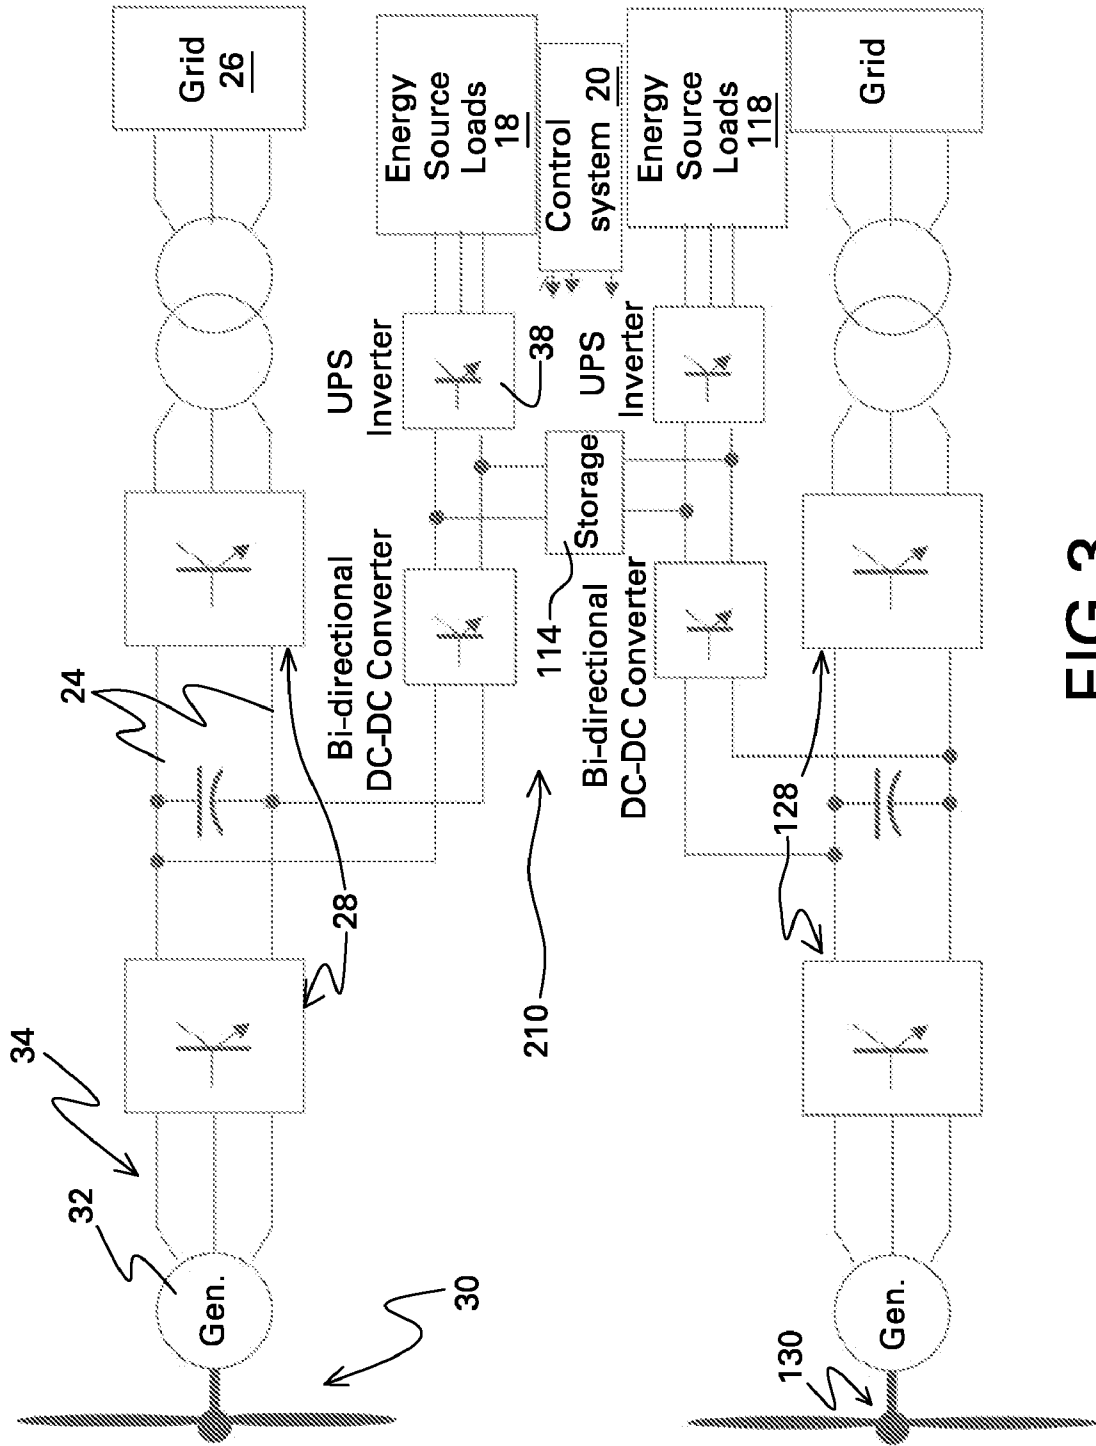 Grid
26
Energy
Source
Loads
18
Control
system 20
Energy
Source
Loads
118
Grid
UPS
Inverter
38
UPS
Inverter
Storage
114
Bi-directional
DC-DC Converter
Bi-directional
DC-DC Converter
24
28
128
210
34
32
Gen.
30
Gen.
130
FIG.3